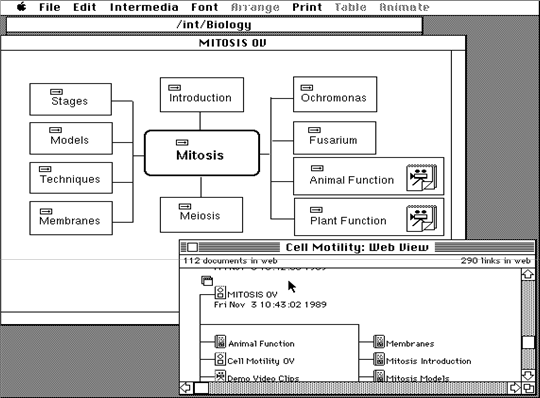 File Edit Intermedia Font Arrange Print Table Animate
/int/Biology
MITOSIS OV
Stages
Introduction
Ochromonas
Models
Mitosis
Fusarium
Techniques
Animal Function
Membranes
Meiosis
Plant Function
Cell Motility: Web View
112 documents in web 290 links in web
MITOSIS OV
Fri Nov 3 10:43:02 1989
Animal Function Membranes
Cell Motility OV Mitosis Introduction
Demo Video Clips Mitosis Models